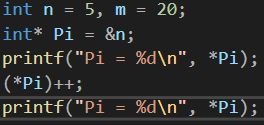 int n = 5, m = 20;
int* Pi = &n;
printf("Pi = %d\n", *Pi);
(*Pi)++;
printf("Pi = %d\n", *Pi);